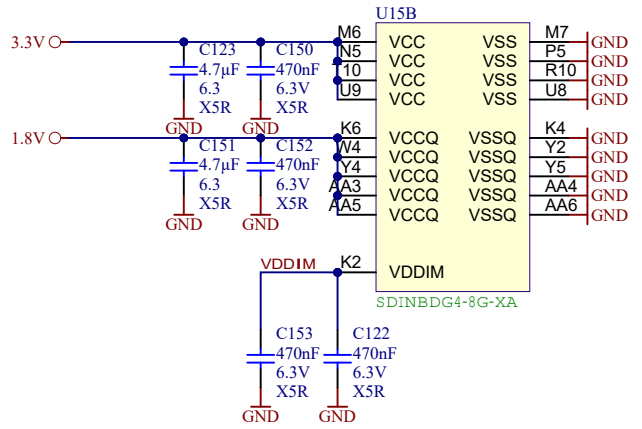 U15B
3.3V
M6 VCC VSS M7 GND
N5 VCC VSS P5 GND
T10 VCC VSS R10 GND
U9 VCC VSS U8 GND
C123
4.7µF
6.3
X5R
GND
C150
470nF
6.3V
X5R
GND
1.8V
K6 VCCQ VSSQ K4 GND
W4 VCCQ VSSQ Y2 GND
Y4 VCCQ VSSQ Y5 GND
AA3 VCCQ VSSQ AA4 GND
AA5 VCCQ VSSQ AA6 GND
C151
4.7µF
6.3
X5R
GND
C152
470nF
6.3V
X5R
GND
VDDIM K2 VDDIM
SDINBDG4-8G-XA
C153
470nF
6.3V
X5R
GND
C122
470nF
6.3V
X5R
GND